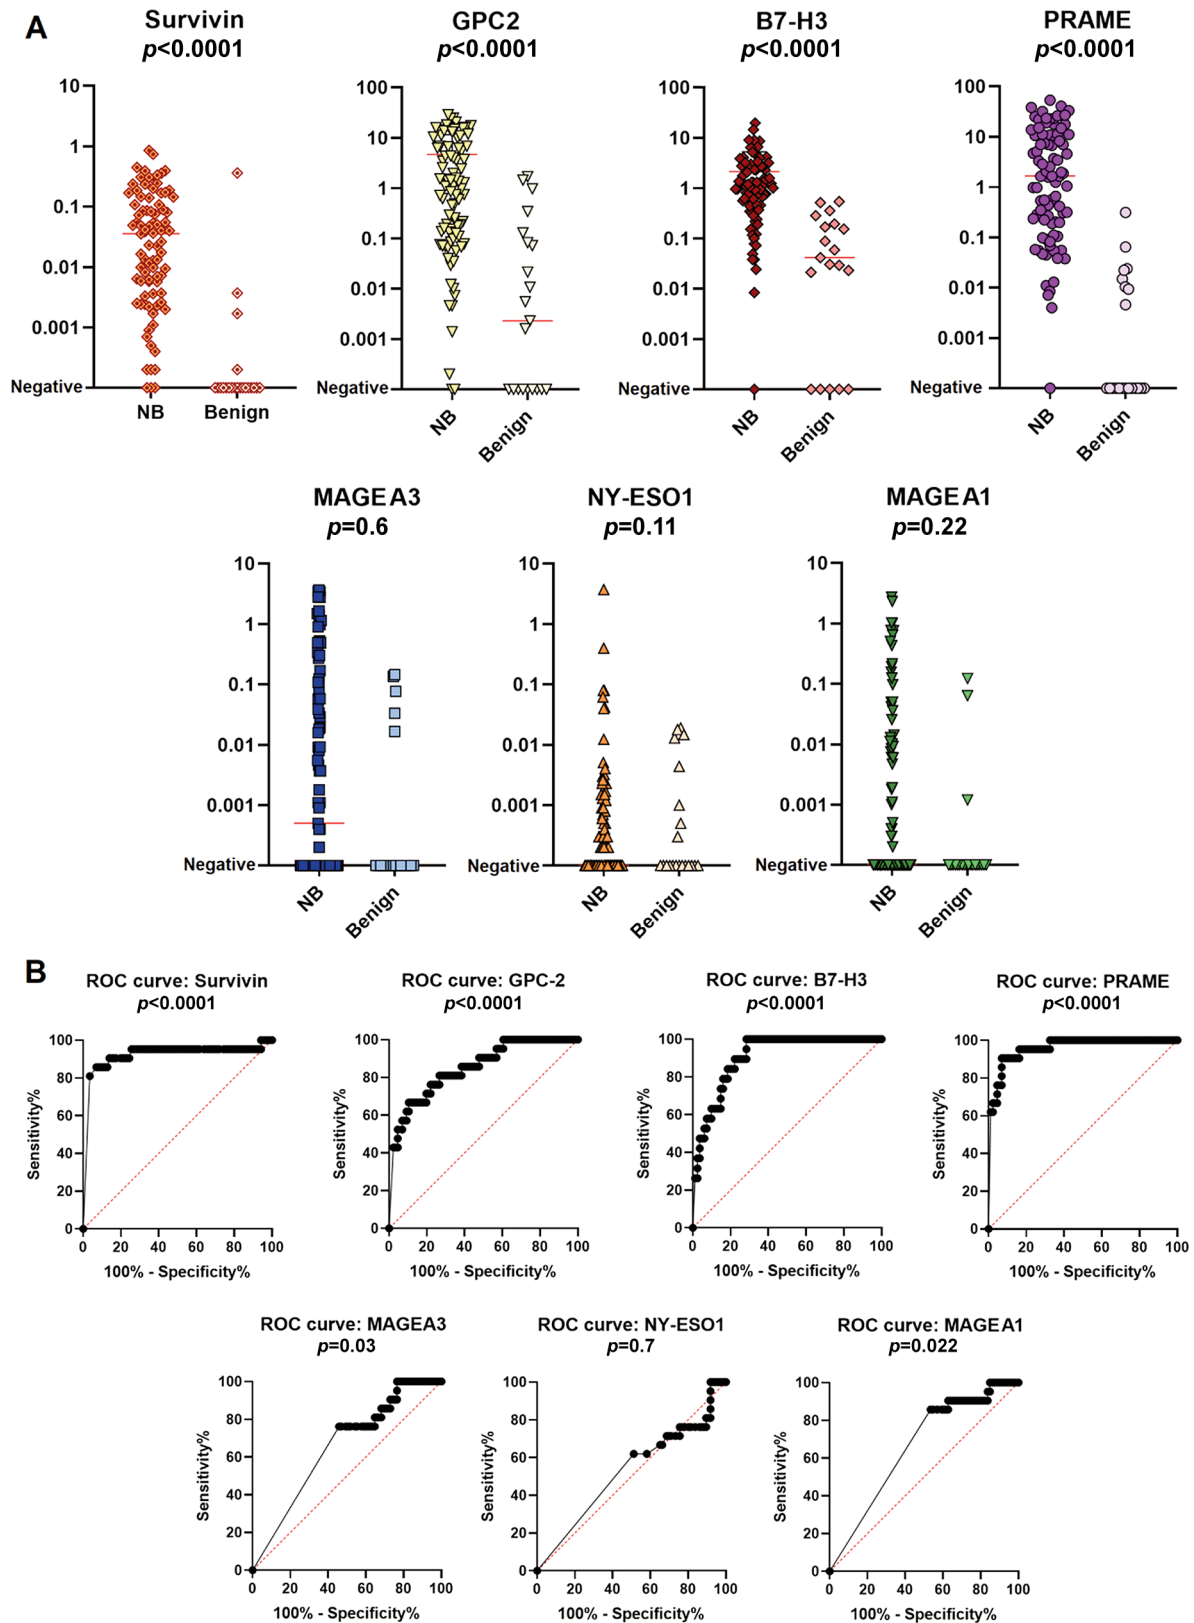 A
Survivin
p<0.0001
GPC2
p<0.0001
B7-H3
p<0.0001
PRAME
p<0.0001
10
1
0.1
0.01
0.001
Negative
NB
Benign
100
10
1
0.1
0.01
0.001
Negative
NB
Benign
100
10
1
0.1
0.01
0.001
Negative
NB
Benign
100
10
1
0.1
0.01
0.001
Negative
NB
Benign
MAGEA3
p=0.6
NY-ESO1
p=0.11
MAGEA1
p=0.22
10
1
0.1
0.01
0.001
Negative
NB
Benign
10
1
0.1
0.01
0.001
Negative
NB
Benign
10
1
0.1
0.01
0.001
Negative
NB
Benign
B
ROC curve: Survivin
p<0.0001
Sensitivity%
100
80
60
40
20
0
0 20 40 60 80 100
100% - Specificity%
ROC curve: GPC-2
p<0.0001
Sensitivity%
100
80
60
40
20
0
0 20 40 60 80 100
100% - Specificity%
ROC curve: B7-H3
p<0.0001
Sensitivity%
100
80
60
40
20
0
0 20 40 60 80 100
100% - Specificity%
ROC curve: PRAME
p<0.0001
Sensitivity%
100
80
60
40
20
0
0 20 40 60 80 100
100% - Specificity%
ROC curve: MAGEA3
p=0.03
Sensitivity%
100
80
60
40
20
0
0 20 40 60 80 100
100% - Specificity%
ROC curve: NY-ESO1
p=0.7
Sensitivity%
100
80
60
40
20
0
0 20 40 60 80 100
100% - Specificity%
ROC curve: MAGEA1
p=0.022
Sensitivity%
100
80
60
40
20
0
0 20 40 60 80 100
100% - Specificity%